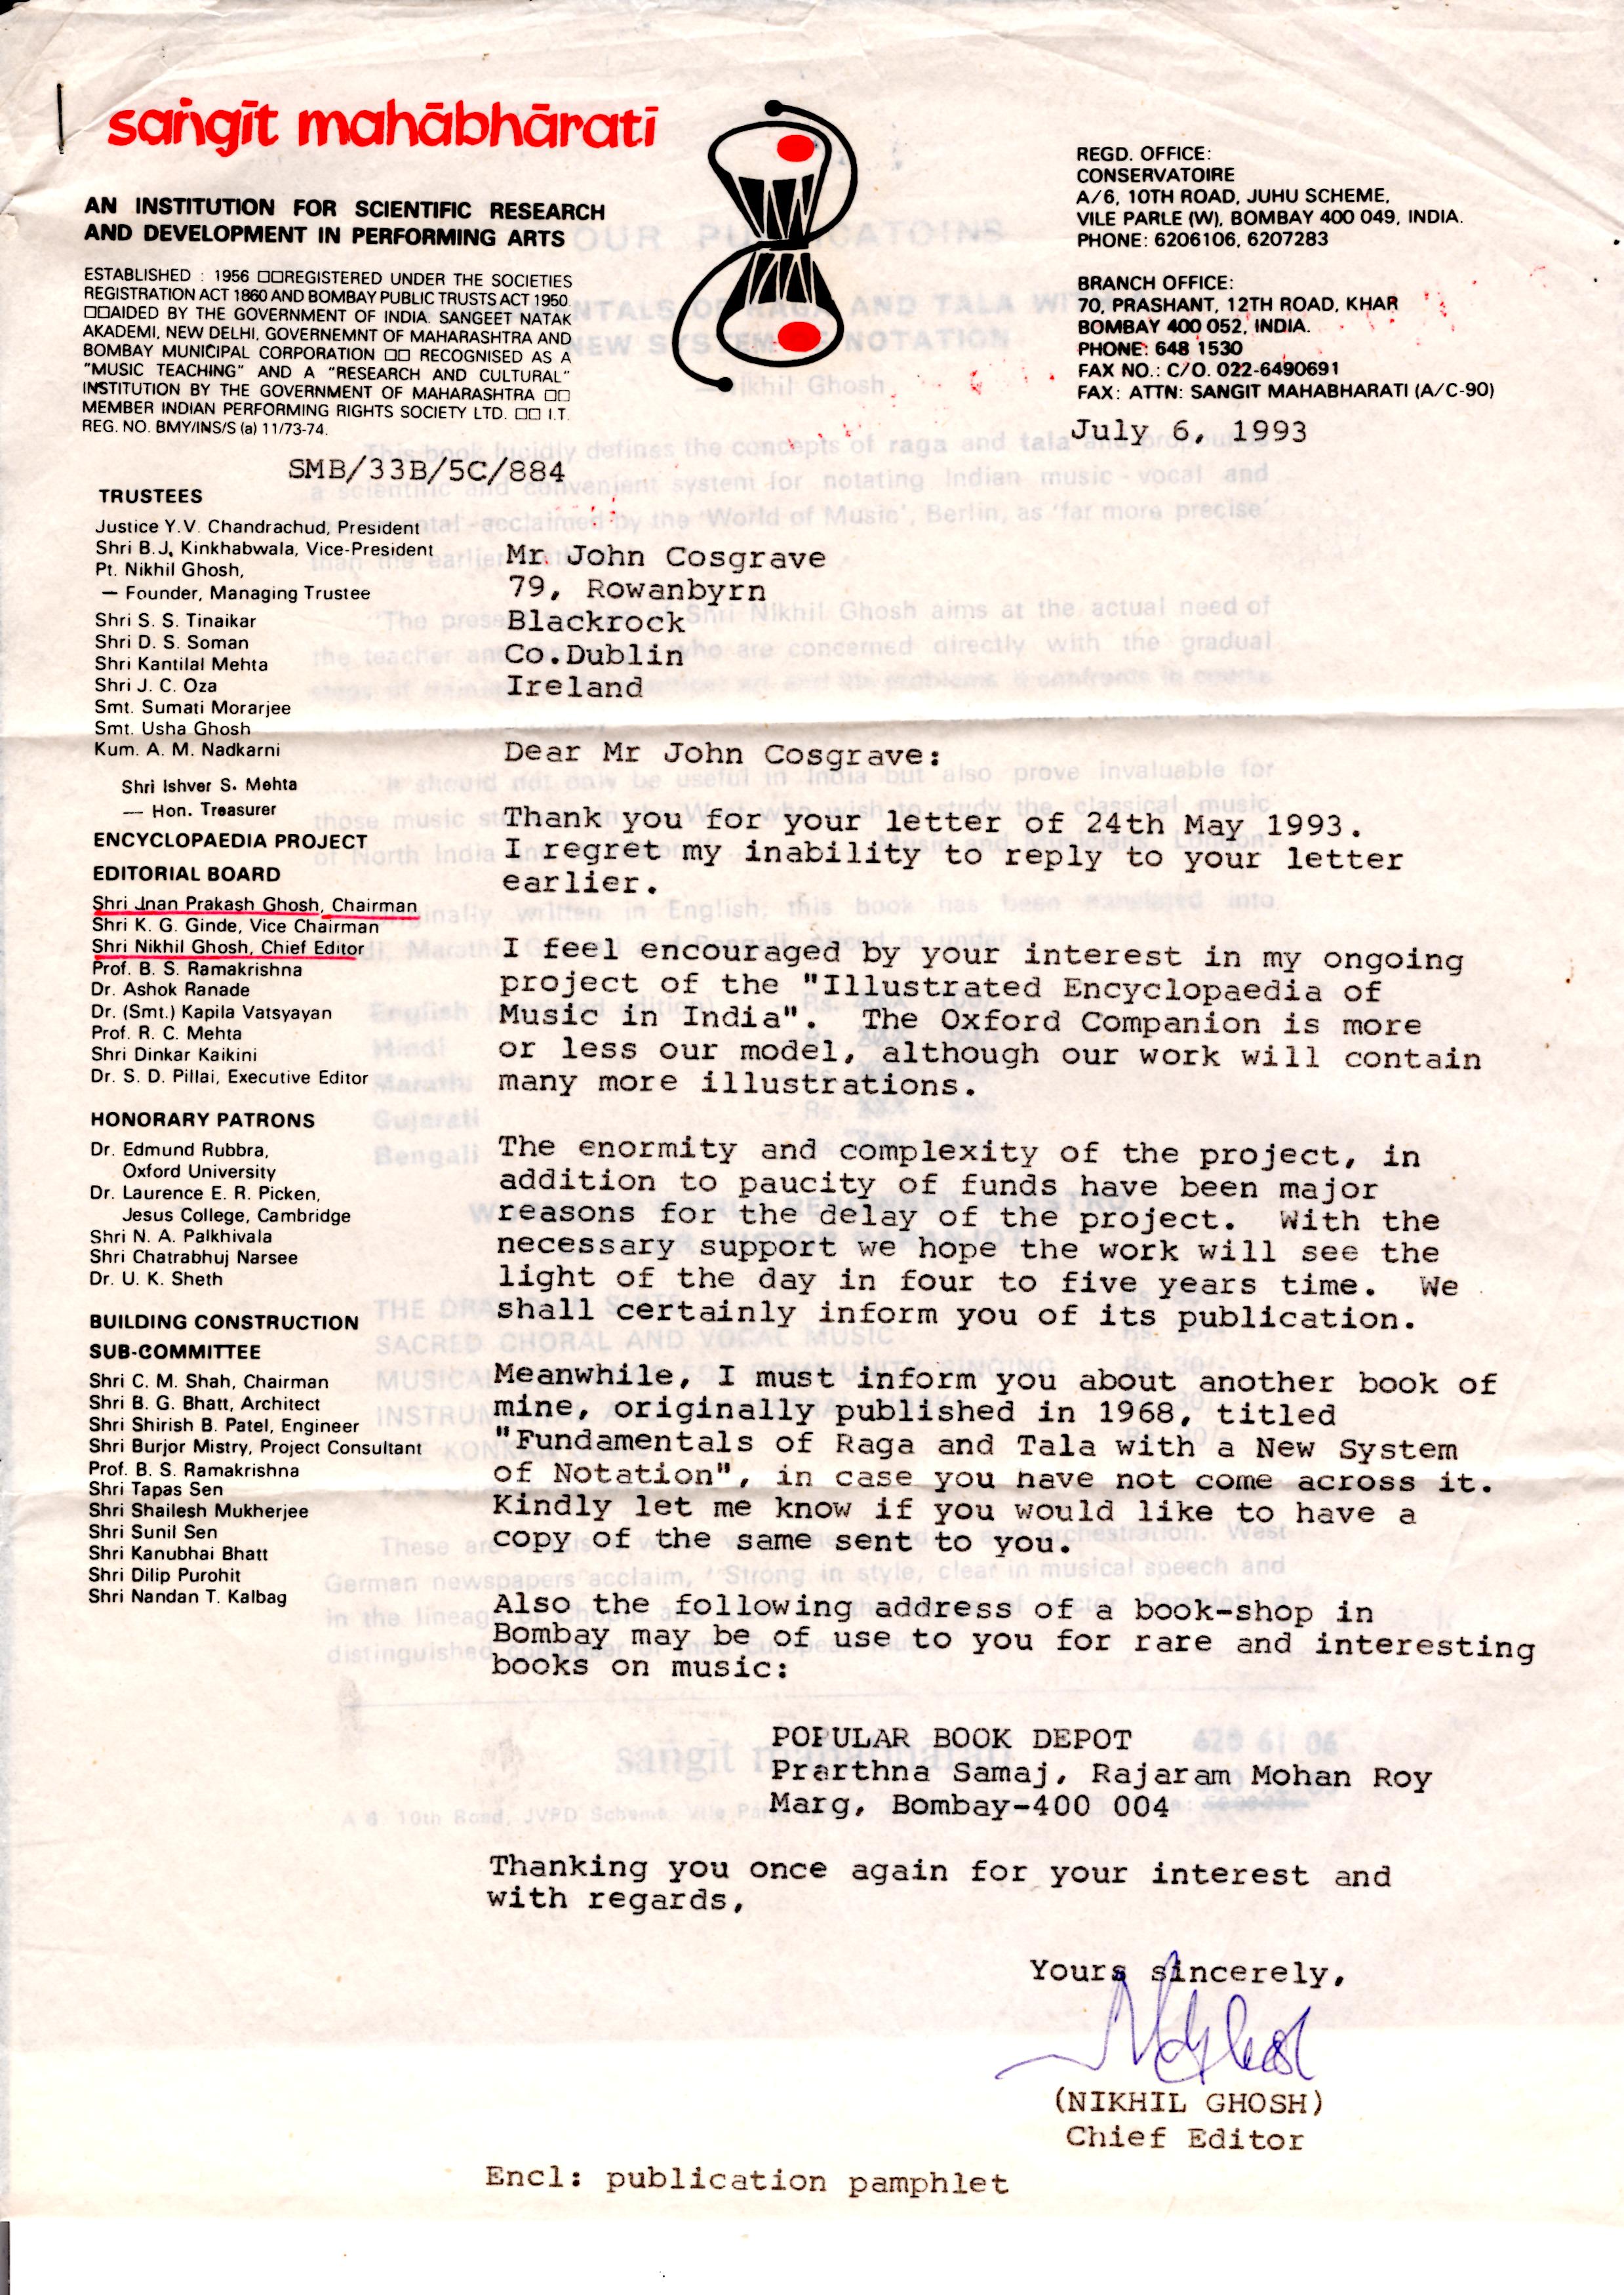 saṅgīt mahābhāratī
AN INSTITUTION FOR SCIENTIFIC RESEARCH
AND DEVELOPMENT IN PERFORMING ARTS
ESTABLISHED : 1956 □□REGISTERED UNDER THE SOCIETIES
REGISTRATION ACT 1860 AND BOMBAY PUBLIC TRUSTS ACT 1950.
□□AIDED BY THE GOVERNMENT OF INDIA. SANGEET NATAK
AKADEMI, NEW DELHI, GOVERNEMNT OF MAHARASHTRA AND
BOMBAY MUNICIPAL CORPORATION □□ RECOGNISED AS A
"MUSIC TEACHING" AND A "RESEARCH AND CULTURAL"
INSTITUTION BY THE GOVERNMENT OF MAHARASHTRA □□
MEMBER INDIAN PERFORMING RIGHTS SOCIETY LTD. □□ I.T.
REG. NO. BMY/INS/S (a) 11/73-74.
REGD. OFFICE:
CONSERVATOIRE
A/6, 10TH ROAD, JUHU SCHEME,
VILE PARLE (W), BOMBAY 400 049, INDIA.
PHONE: 6206106, 6207283
BRANCH OFFICE:
70, PRASHANT, 12TH ROAD, KHAR
BOMBAY 400 052, INDIA.
PHONE: 648 1530
FAX NO.: C/O. 022-6490691
FAX: ATTN: SANGIT MAHABHARATI (A/C-90)
July 6, 1993
SMB/33B/5C/884
TRUSTEES
Justice Y.V. Chandrachud, President
Shri B.J. Kinkhabwala, Vice-President
Pt. Nikhil Ghosh,
— Founder, Managing Trustee
Shri S. S. Tinaikar
Shri D. S. Soman
Shri Kantilal Mehta
Shri J. C. Oza
Smt. Sumati Morarjee
Smt. Usha Ghosh
Kum. A. M. Nadkarni
Shri Ishver S. Mehta
— Hon. Treasurer
ENCYCLOPAEDIA PROJECT
EDITORIAL BOARD
Shri Jnan Prakash Ghosh, Chairman
Shri K. G. Ginde, Vice Chairman
Shri Nikhil Ghosh, Chief Editor
Prof. B. S. Ramakrishna
Dr. Ashok Ranade
Dr. (Smt.) Kapila Vatsyayan
Prof. R. C. Mehta
Shri Dinkar Kaikini
Dr. S. D. Pillai, Executive Editor
HONORARY PATRONS
Dr. Edmund Rubbra,
Oxford University
Dr. Laurence E. R. Picken,
Jesus College, Cambridge
Shri N. A. Palkhivala
Shri Chatrabhuj Narsee
Dr. U. K. Sheth
BUILDING CONSTRUCTION
SUB-COMMITTEE
Shri C. M. Shah, Chairman
Shri B. G. Bhatt, Architect
Shri Shirish B. Patel, Engineer
Shri Burjor Mistry, Project Consultant
Prof. B. S. Ramakrishna
Shri Tapas Sen
Shri Shailesh Mukherjee
Shri Sunil Sen
Shri Kanubhai Bhatt
Shri Dilip Purohit
Shri Nandan T. Kalbag
Mr. John Cosgrave
79, Rowanbyrn
Blackrock
Co.Dublin
Ireland
Dear Mr John Cosgrave:
Thank you for your letter of 24th May 1993.
I regret my inability to reply to your letter
earlier.
I feel encouraged by your interest in my ongoing
project of the "Illustrated Encyclopaedia of
Music in India". The Oxford Companion is more
or less our model, although our work will contain
many more illustrations.
The enormity and complexity of the project, in
addition to paucity of funds have been major
reasons for the delay of the project. With the
necessary support we hope the work will see the
light of the day in four to five years time. We
shall certainly inform you of its publication.
Meanwhile, I must inform you about another book of
mine, originally published in 1968, titled
"Fundamentals of Raga and Tala with a New System
of Notation", in case you have not come across it.
Kindly let me know if you would like to have a
copy of the same sent to you.
Also the following address of a book-shop in
Bombay may be of use to you for rare and interesting
books on music:
POPULAR BOOK DEPOT
Prarthna Samaj, Rajaram Mohan Roy
Marg, Bombay-400 004
Thanking you once again for your interest and
with regards,
Yours sincerely,
(NIKHIL GHOSH)
Chief Editor
Encl: publication pamphlet